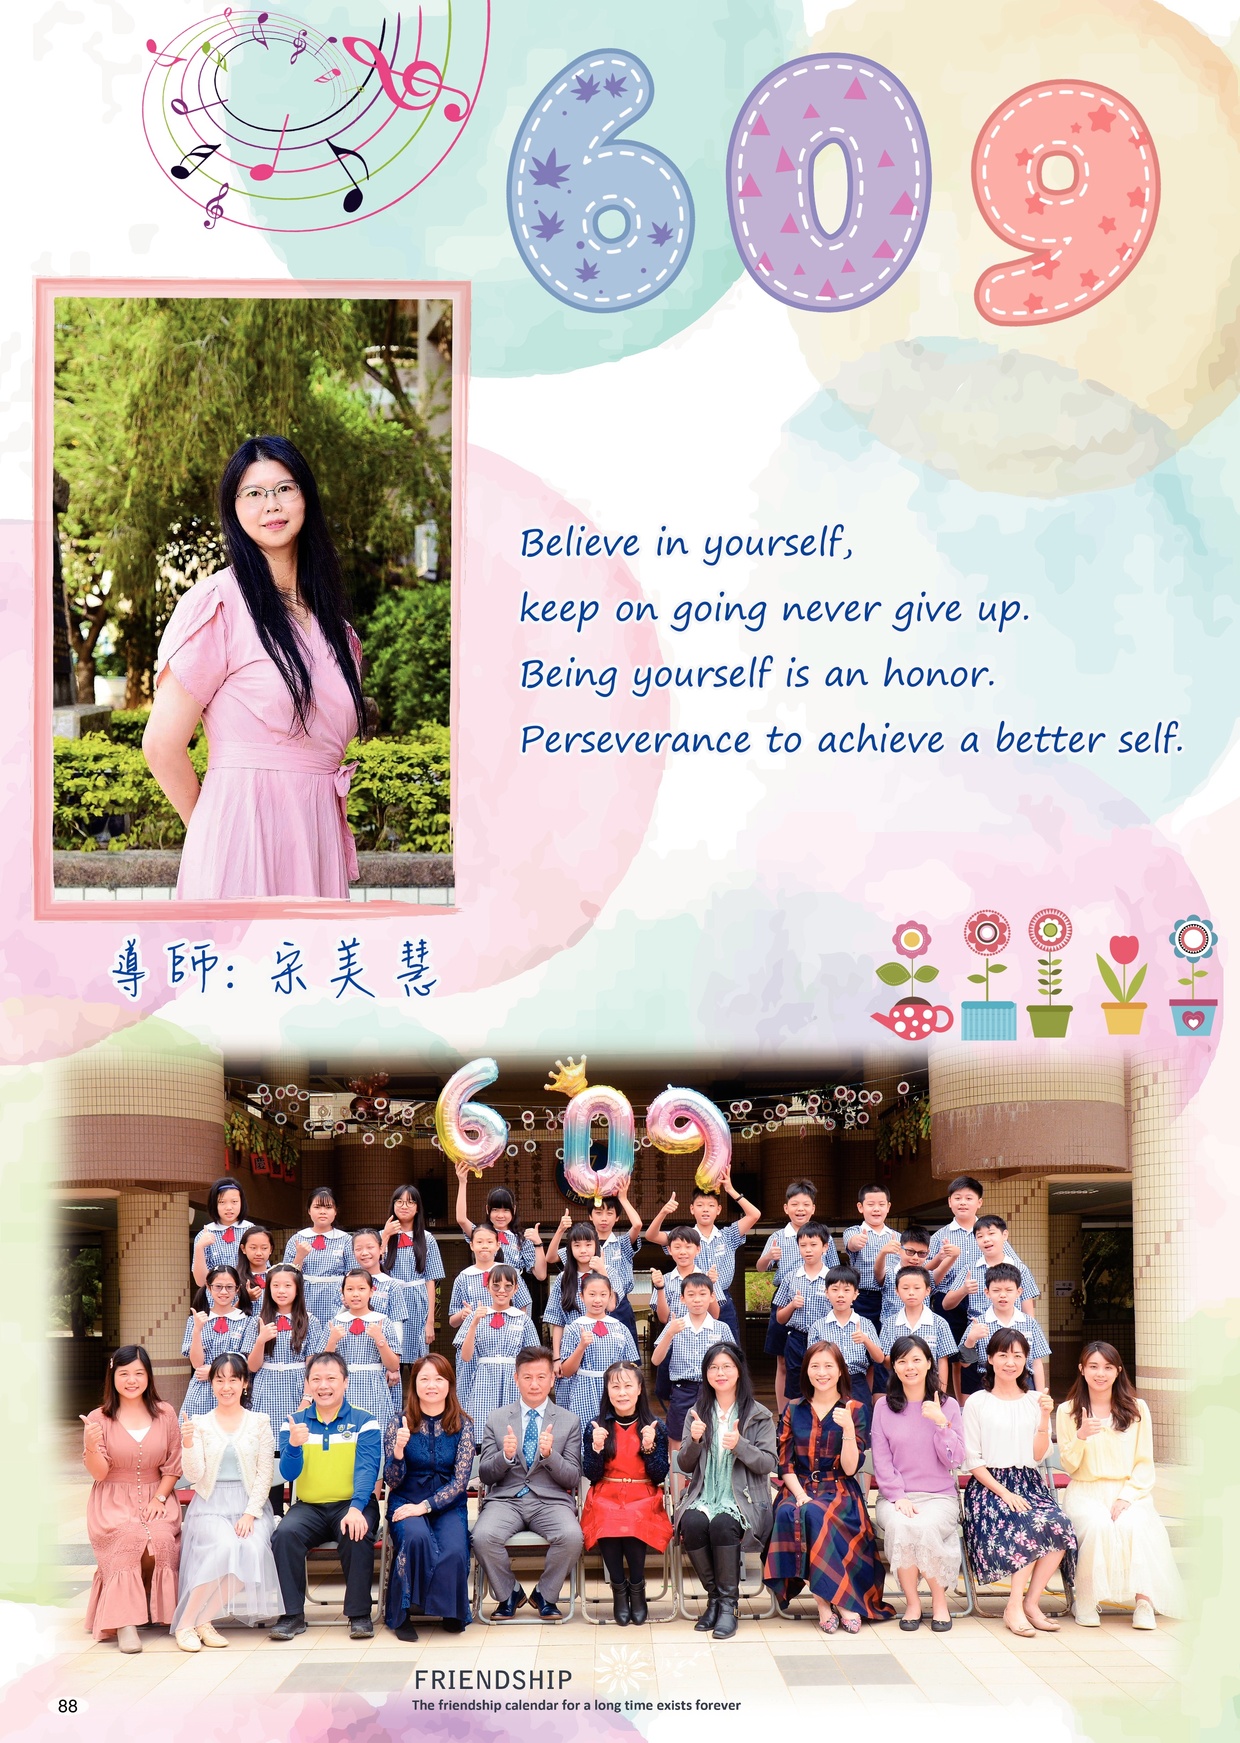 609
Believe in yourself,
keep on going never give up.
Being yourself is an honor.
Perseverance to achieve a better self.
導師: 宗美慧
609
FRIENDSHIP
The friendship calendar for a long time exists forever
88